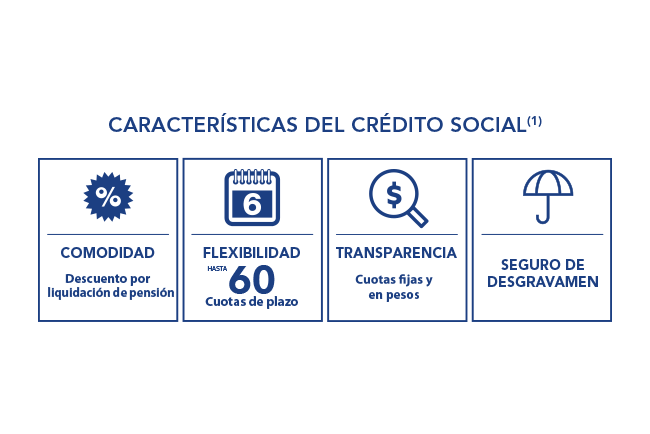 CARACTERÍSTICAS DEL CRÉDITO SOCIAL(1)
%
COMODIDAD
Descuento por
liquidación de pensión
6
FLEXIBILIDAD
HASTA 60
Cuotas de plazo
$
TRANSPARENCIA
Cuotas fijas y
en pesos
SEGURO DE
DESGRAVAMEN